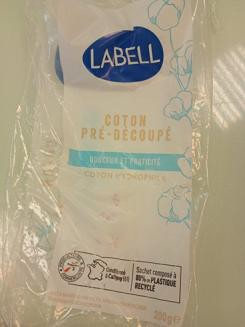 LABELL
COTON
PRÉ-DÉCOUPÉ
DOUCEUR ET PRATICITÉ
COTON HYDROPHILE
Conditionné
Sachet composé à
80% de PLASTIQUE
RECYCLÉ
200g e